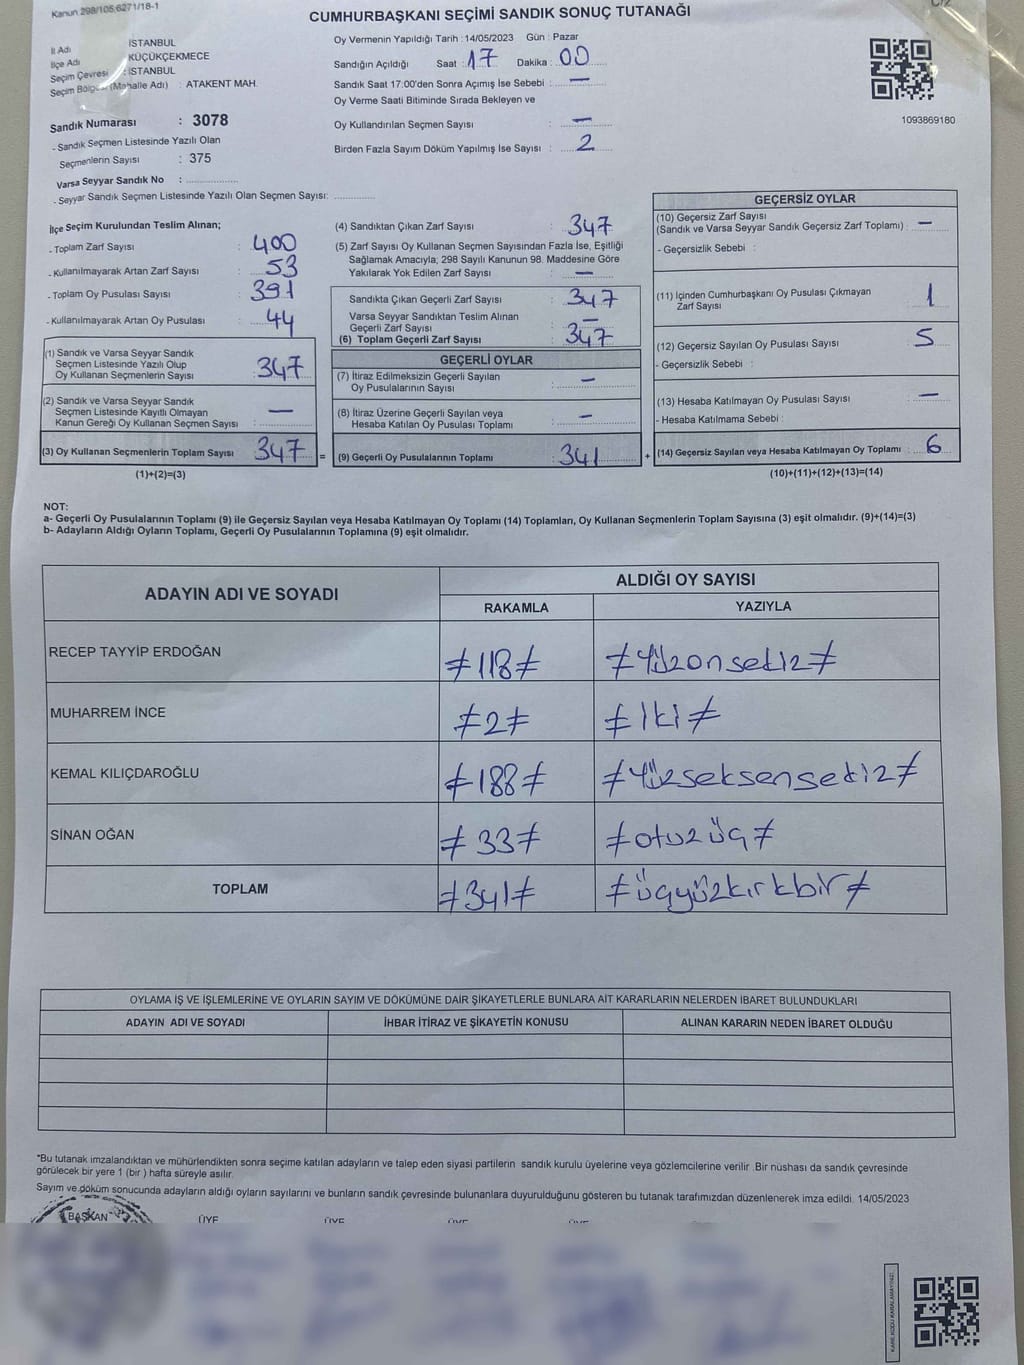 Kanun 298/105;6271/18-1
CUMHURBAŞKANI SEÇİMİ SANDIK SONUÇ TUTANAĞI
C/2
İl Adı : İSTANBUL
İlçe Adı : KÜÇÜKÇEKMECE
Seçim Çevresi : İSTANBUL
Seçim Bölgesi (Mahalle Adı) : ATAKENT MAH.
Sandık Numarası : 3078
- Sandık Seçmen Listesinde Yazılı Olan
Seçmenlerin Sayısı : 375
Varsa Seyyar Sandık No :
- Seyyar Sandık Seçmen Listesinde Yazılı Olan Seçmen Sayısı:
Oy Vermenin Yapıldığı Tarih : 14/05/2023 Gün : Pazar
Sandığın Açıldığı Saat : 17 Dakika : 00
Sandık Saat 17:00'den Sonra Açımış İse Sebebi : —
Oy Verme Saati Bitiminde Sırada Bekleyen ve
Oy Kullandırılan Seçmen Sayısı : —
Birden Fazla Sayım Döküm Yapılmış İse Sayısı : 2
1093869180
İlçe Seçim Kurulundan Teslim Alınan;
- Toplam Zarf Sayısı : 400
- Kullanılmayarak Artan Zarf Sayısı : 53
- Toplam Oy Pusulası Sayısı : 391
- Kullanılmayarak Artan Oy Pusulası : 44
(1) Sandık ve Varsa Seyyar Sandık
Seçmen Listesinde Yazılı Olup
Oy Kullanan Seçmenlerin Sayısı : 347
(2) Sandık ve Varsa Seyyar Sandık
Seçmen Listesinde Kayıtlı Olmayan
Kanun Gereği Oy Kullanan Seçmen Sayısı : —
(3) Oy Kullanan Seçmenlerin Toplam Sayısı : 347 =
(1)+(2)=(3)
(4) Sandıktan Çıkan Zarf Sayısı : 347
(5) Zarf Sayısı Oy Kullanan Seçmen Sayısından Fazla İse, Eşitliği
Sağlamak Amacıyla; 298 Sayılı Kanunun 98. Maddesine Göre
Yakılarak Yok Edilen Zarf Sayısı : —
Sandıkta Çıkan Geçerli Zarf Sayısı : 347
Varsa Seyyar Sandıktan Teslim Alınan
Geçerli Zarf Sayısı : —
(6) Toplam Geçerli Zarf Sayısı : 347
GEÇERLİ OYLAR
(7) İtiraz Edilmeksizin Geçerli Sayılan
Oy Pusulalarının Sayısı : —
(8) İtiraz Üzerine Geçerli Sayılan veya
Hesaba Katılan Oy Pusulası Toplamı : —
(9) Geçerli Oy Pusulalarının Toplamı : 341 +
GEÇERSİZ OYLAR
(10) Geçersiz Zarf Sayısı
(Sandık ve Varsa Seyyar Sandık Geçersiz Zarf Toplamı) : —
- Geçersizlik Sebebi :
(11) İçinden Cumhurbaşkanı Oy Pusulası Çıkmayan
Zarf Sayısı : 1
(12) Geçersiz Sayılan Oy Pusulası Sayısı : 5
- Geçersizlik Sebebi :
(13) Hesaba Katılmayan Oy Pusulası Sayısı : —
- Hesaba Katılmama Sebebi :
(14) Geçersiz Sayılan veya Hesaba Katılmayan Oy Toplamı : 6
(10)+(11)+(12)+(13)=(14)
NOT:
a- Geçerli Oy Pusulalarının Toplamı (9) ile Geçersiz Sayılan veya Hesaba Katılmayan Oy Toplamı (14) Toplamları, Oy Kullanan Seçmenlerin Toplam Sayısına (3) eşit olmalıdır. (9)+(14)=(3)
b- Adayların Aldığı Oyların Toplamı, Geçerli Oy Pusulalarının Toplamına (9) eşit olmalıdır.
ADAYIN ADI VE SOYADI ALDIĞI OY SAYISI
RAKAMLA YAZIYLA
RECEP TAYYİP ERDOĞAN ≠118≠ ≠Yüzonsekiz≠
MUHARREM İNCE ≠2≠ ≠İki≠
KEMAL KILIÇDAROĞLU ≠188≠ ≠Yüzseksensekiz≠
SİNAN OĞAN ≠33≠ ≠otuzüç≠
TOPLAM ≠341≠ ≠üçyüzkırkbir≠
OYLAMA İŞ VE İŞLEMLERİNE VE OYLARIN SAYIM VE DÖKÜMÜNE DAİR ŞİKAYETLERLE BUNLARA AİT KARARLARIN NELERDEN İBARET BULUNDUKLARI
ADAYIN ADI VE SOYADI İHBAR İTİRAZ VE ŞİKAYETİN KONUSU ALINAN KARARIN NEDEN İBARET OLDUĞU
*Bu tutanak imzalandıktan ve mühürlendikten sonra seçime katılan adayların ve talep eden siyasi partilerin sandık kurulu üyelerine veya gözlemcilerine verilir .Bir nüshası da sandık çevresinde
görülecek bir yere 1 (bir ) hafta süreyle asılır.
Sayım ve döküm sonucunda adayların aldığı oyların sayılarını ve bunların sandık çevresinde bulunanlara duyurulduğunu gösteren bu tutanak tarafımızdan düzenlenerek imza edildi. 14/05/2023
BAŞKAN ÜYE ÜYE ÜYE ÜYE